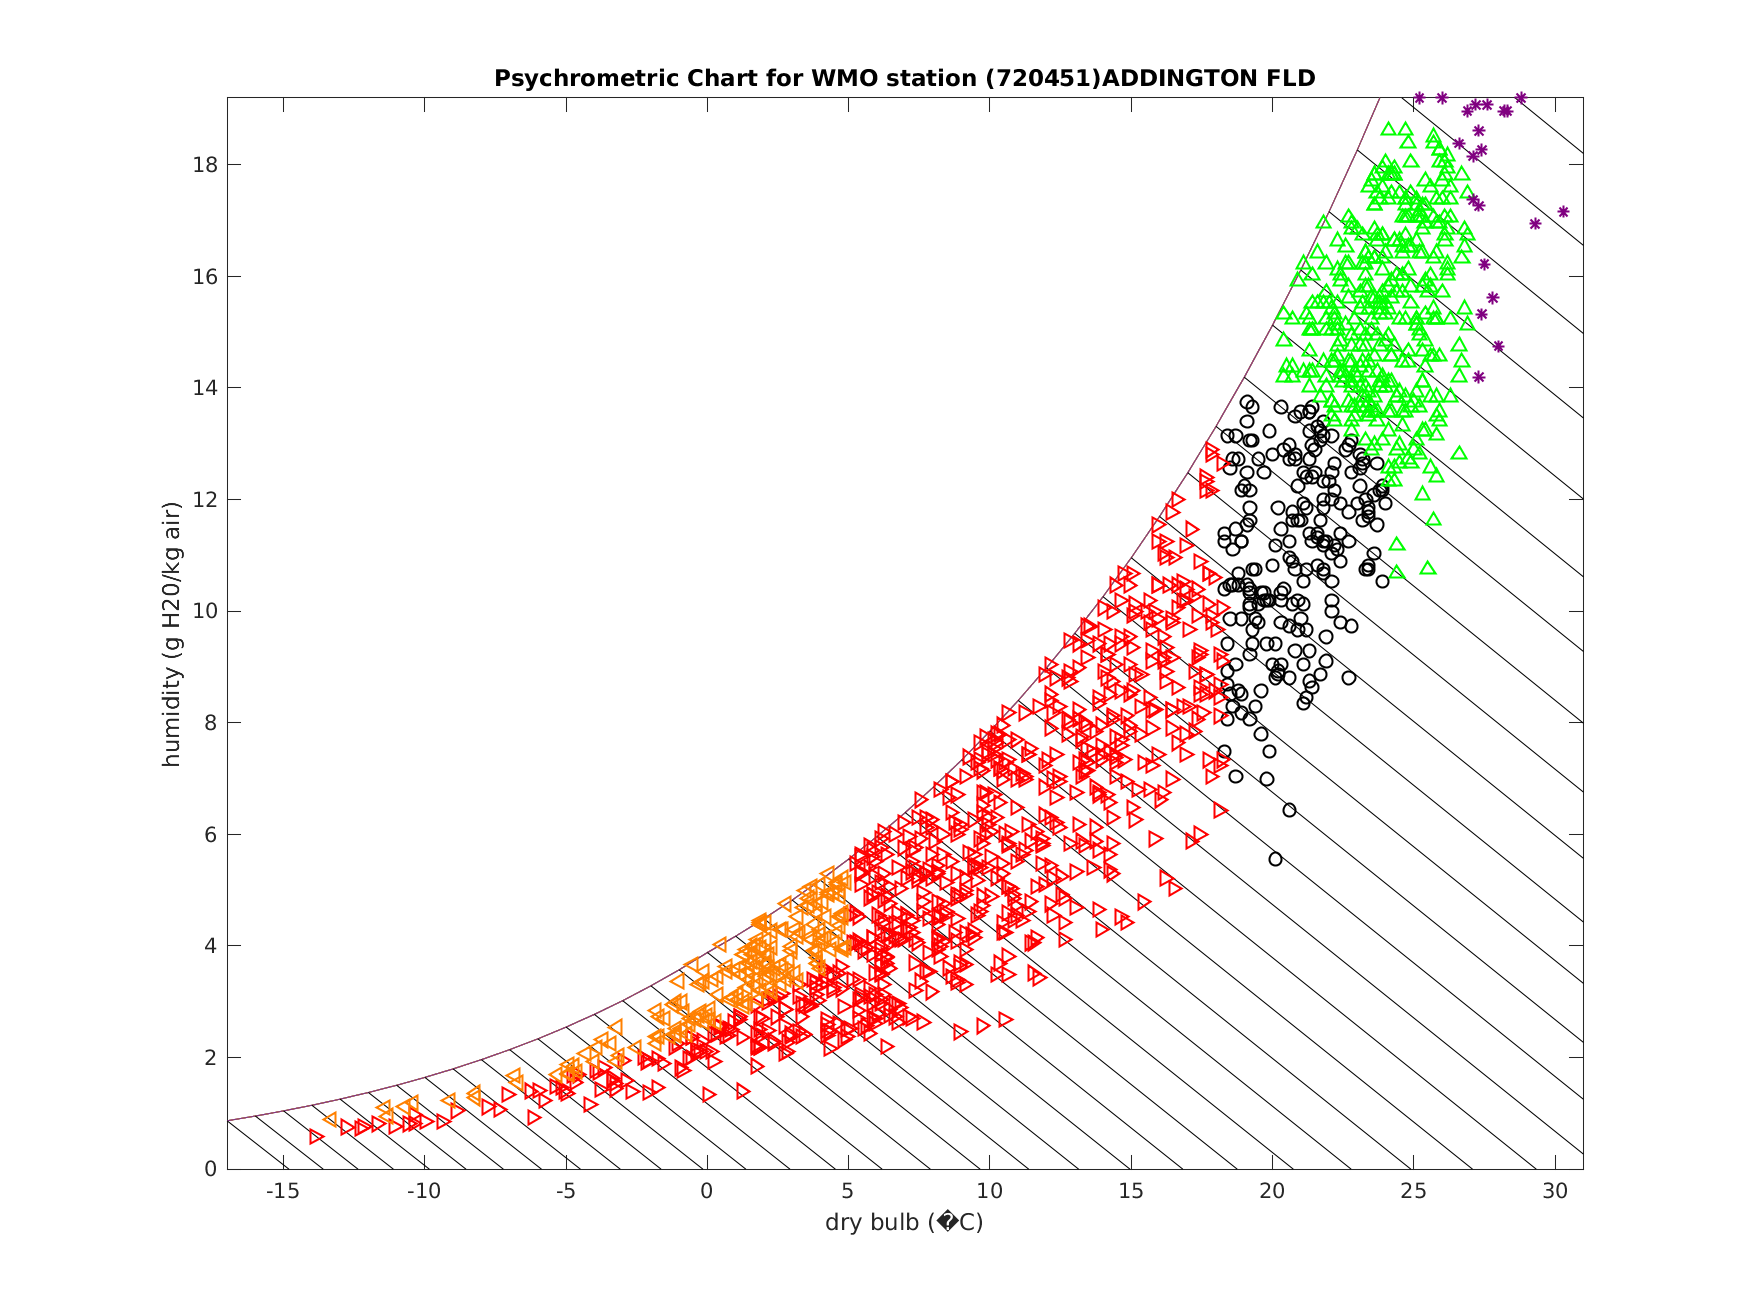 Psychrometric Chart for WMO station (720451)ADDINGTON FLD
18
16
14
12
10
8
6
4
2
0
humidity (g H20/kg air)
-15 -10 -5 0 5 10 15 20 25 30
dry bulb (�C)